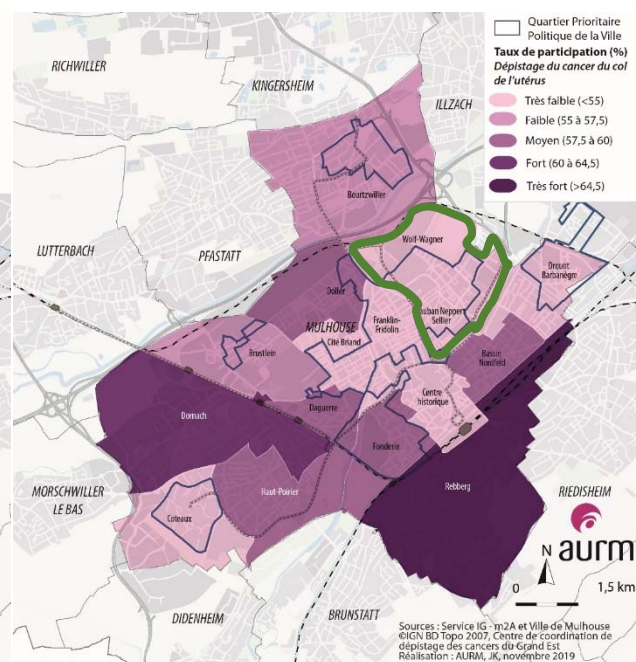 Quartier Prioritaire
Politique de la Ville
Taux de participation (%)
Dépistage du cancer du col
de l'utérus
Très faible (<55)
Faible (55 à 57,5)
Moyen (57,5 à 60)
Fort (60 à 64,5)
Très fort (>64,5)
RICHWILLER
KINGERSHEIM
ILLZACH
Bourtzwiller
LUTTERBACH
PFASTATT
Wolf-Wagner
Drouot
Barbanègre
Doller
MULHOUSE
Cité Briand
Franklin-
Fridolin
uban Neppert
Sellier
Brustlein
Bassin
Nordfeld
Centre
historique
Daguerre
Dornach
Fonderie
Haut-Poirier
Rebberg
MORSCHWILLER
LE BAS
Coteaux
RIEDISHEIM
DIDENHEIM
BRUNSTATT
aurm
N
0 1,5 km
Sources : Service IG - m2A et Ville de Mulhouse
©IGN BD Topo 2007, Centre de coordination de
dépistage des cancers du Grand Est
Réalisation : AURM, JK, novembre 2019